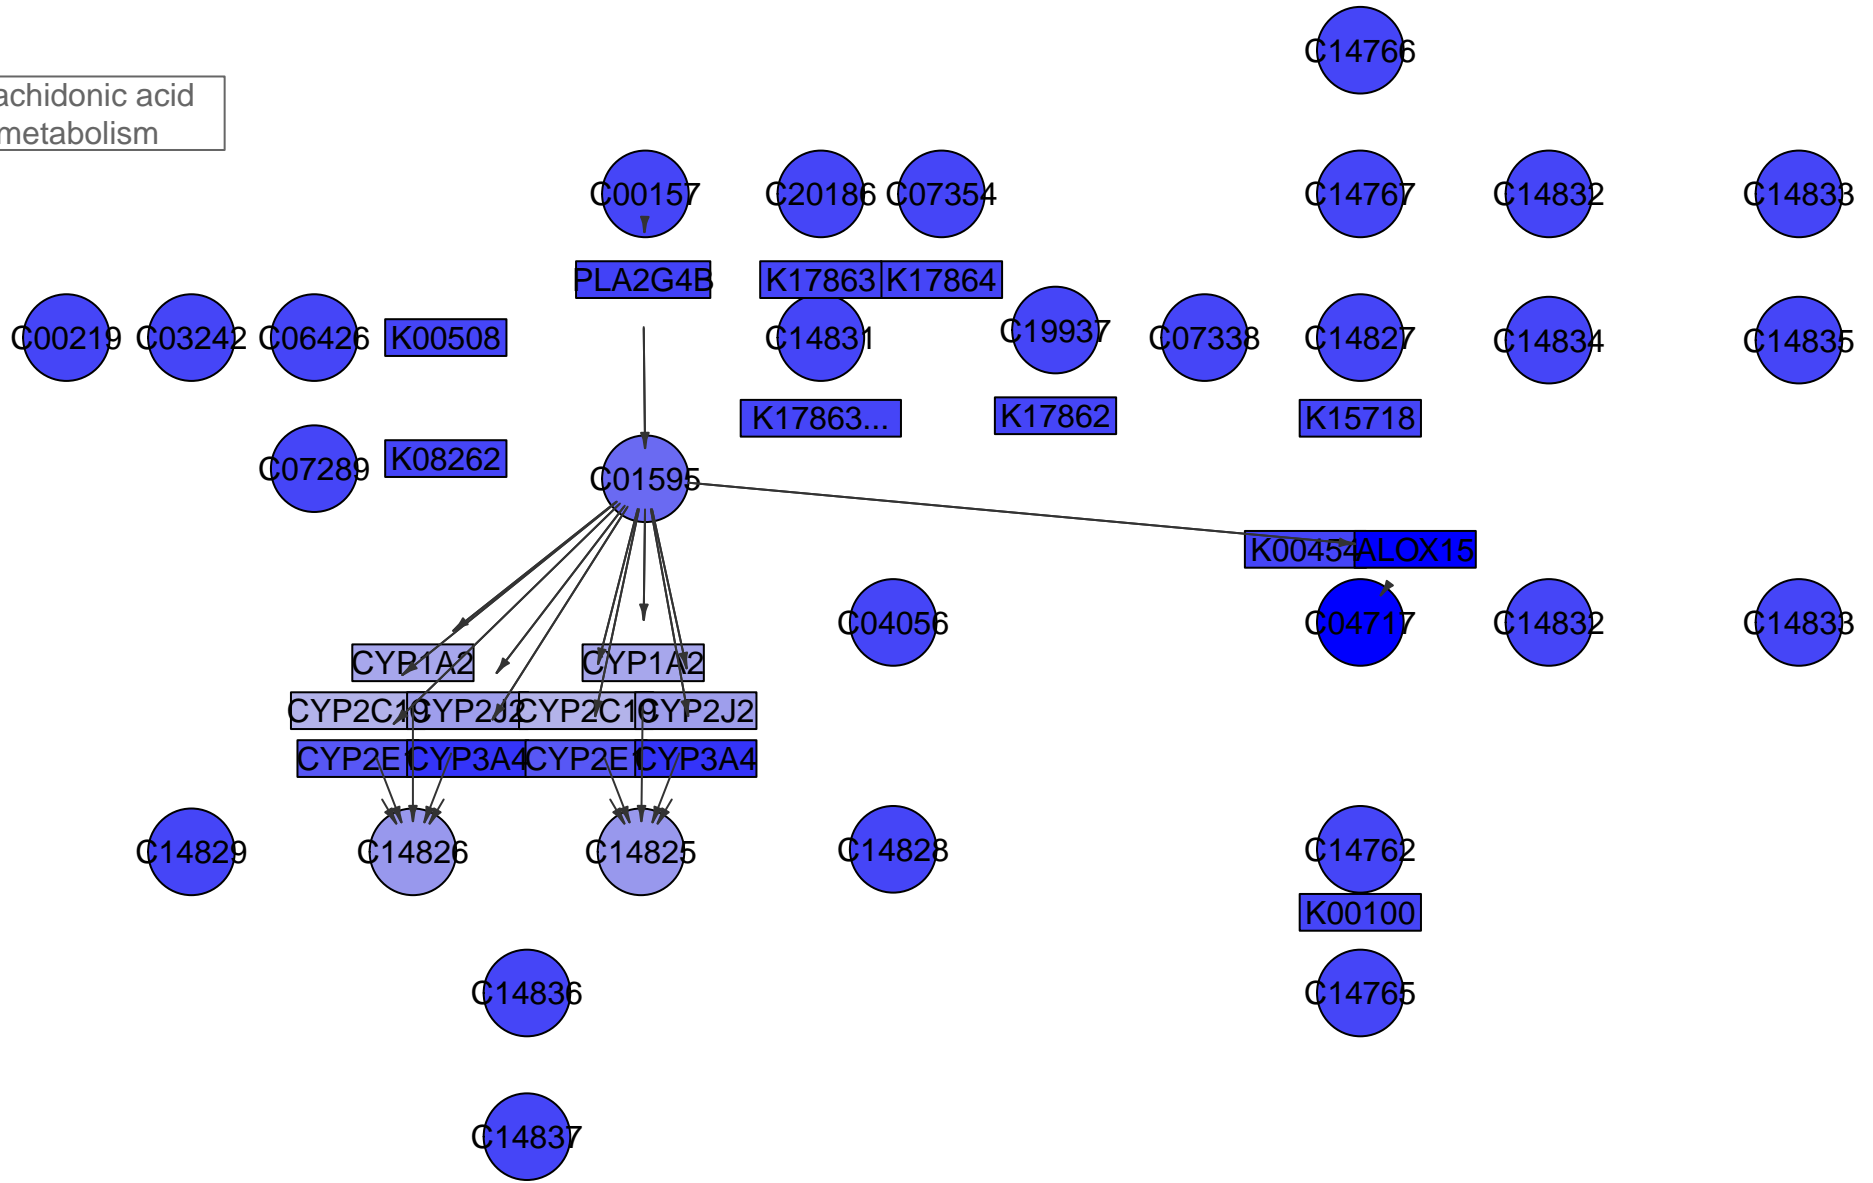 C14766
achidonic acid
metabolism
C00157
C20186
C07354
C14767
C14832
C14833
PLA2G4B
K17863
K17864
C00219
C03242
C06426
K00508
C14831
C19937
C07338
C14827
C14834
C14835
K17863...
K17862
K15718
C07289
K08262
C01595
K00454
ALOX15
C04056
C04717
C14832
C14833
CYP1A2
CYP1A2
CYP2C19
CYP2J2
CYP2C19
CYP2J2
CYP2E1
CYP3A4
CYP2E1
CYP3A4
C14829
C14826
C14825
C14828
C14762
K00100
C14836
C14765
C14837